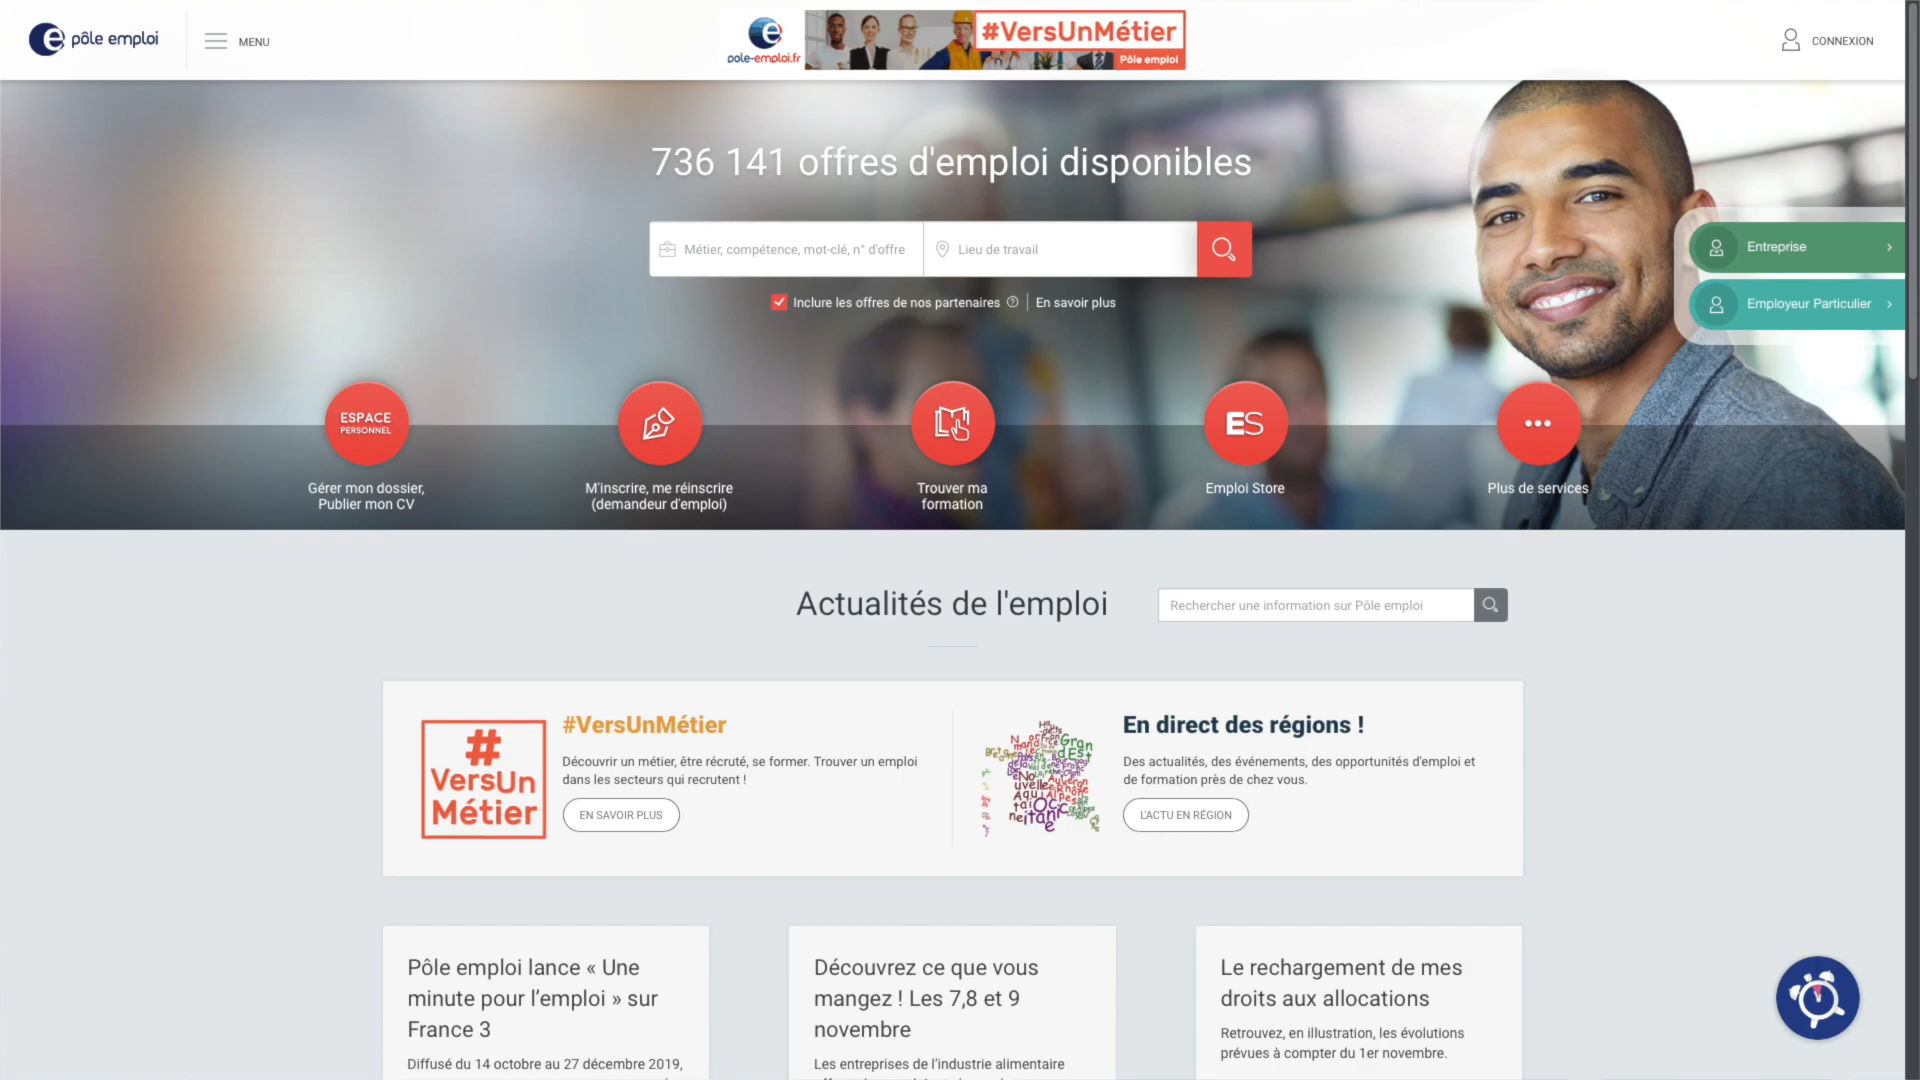 pôle emploi
MENU
pole-emploi.fr
#VersUnMétier
Pôle emploi
CONNEXION
736 141 offres d'emploi disponibles
Métier, compétence, mot-clé, n° d'offre
Lieu de travail
Inclure les offres de nos partenaires
En savoir plus
Entreprise
Employeur Particulier
ESPACE
PERSONNEL
ES
Gérer mon dossier,
Publier mon CV
M'inscrire, me réinscrire
(demandeur d'emploi)
Trouver ma
formation
Emploi Store
Plus de services
Actualités de l'emploi
Rechercher une information sur Pôle emploi
#
VersUn
Métier
#VersUnMétier
Découvrir un métier, être récruté, se former. Trouver un emploi
dans les secteurs qui recrutent !
EN SAVOIR PLUS
En direct des régions !
Des actualités, des événements, des opportunités d'emploi et
de formation près de chez vous.
L'ACTU EN RÉGION
Pôle emploi lance « Une
minute pour l’emploi » sur
France 3
Diffusé du 14 octobre au 27 décembre 2019,
Découvrez ce que vous
mangez ! Les 7,8 et 9
novembre
Les entreprises de l’industrie alimentaire
Le rechargement de mes
droits aux allocations
Retrouvez, en illustration, les évolutions
prévues à compter du 1er novembre.